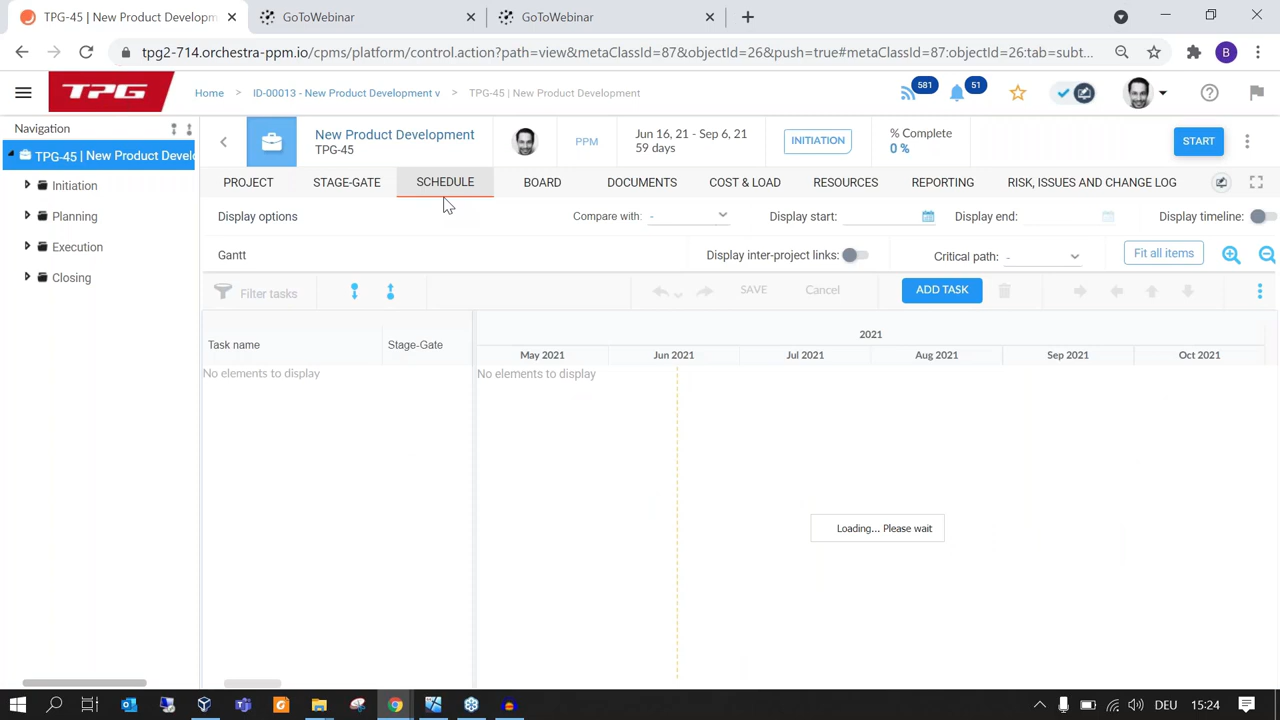 TPG-45 | New Product Developm
GoToWebinar
GoToWebinar
tpg2-714.orchestra-ppm.io/cpms/platform/control.action?path=view&metaClassId=87&objectId=26&push=true#metaClassId=87:objectId=26:tab=subt...
B
TPG
Home > ID-00013 - New Product Development v > TPG-45 | New Product Development
581
51
Navigation
TPG-45 | New Product Develo
Initiation
Planning
Execution
Closing
New Product Development
TPG-45
PPM
Jun 16, 21 - Sep 6, 21
59 days
INITIATION
% Complete
0 %
START
PROJECT STAGE-GATE SCHEDULE BOARD DOCUMENTS COST & LOAD RESOURCES REPORTING RISK, ISSUES AND CHANGE LOG
Display options Compare with: - Display start: Display end: Display timeline:
Gantt Display inter-project links: Critical path: - Fit all items
Filter tasks SAVE Cancel ADD TASK
Task name Stage-Gate
2021
May 2021 Jun 2021 Jul 2021 Aug 2021 Sep 2021 Oct 2021
No elements to display No elements to display
Loading... Please wait
DEU 15:24